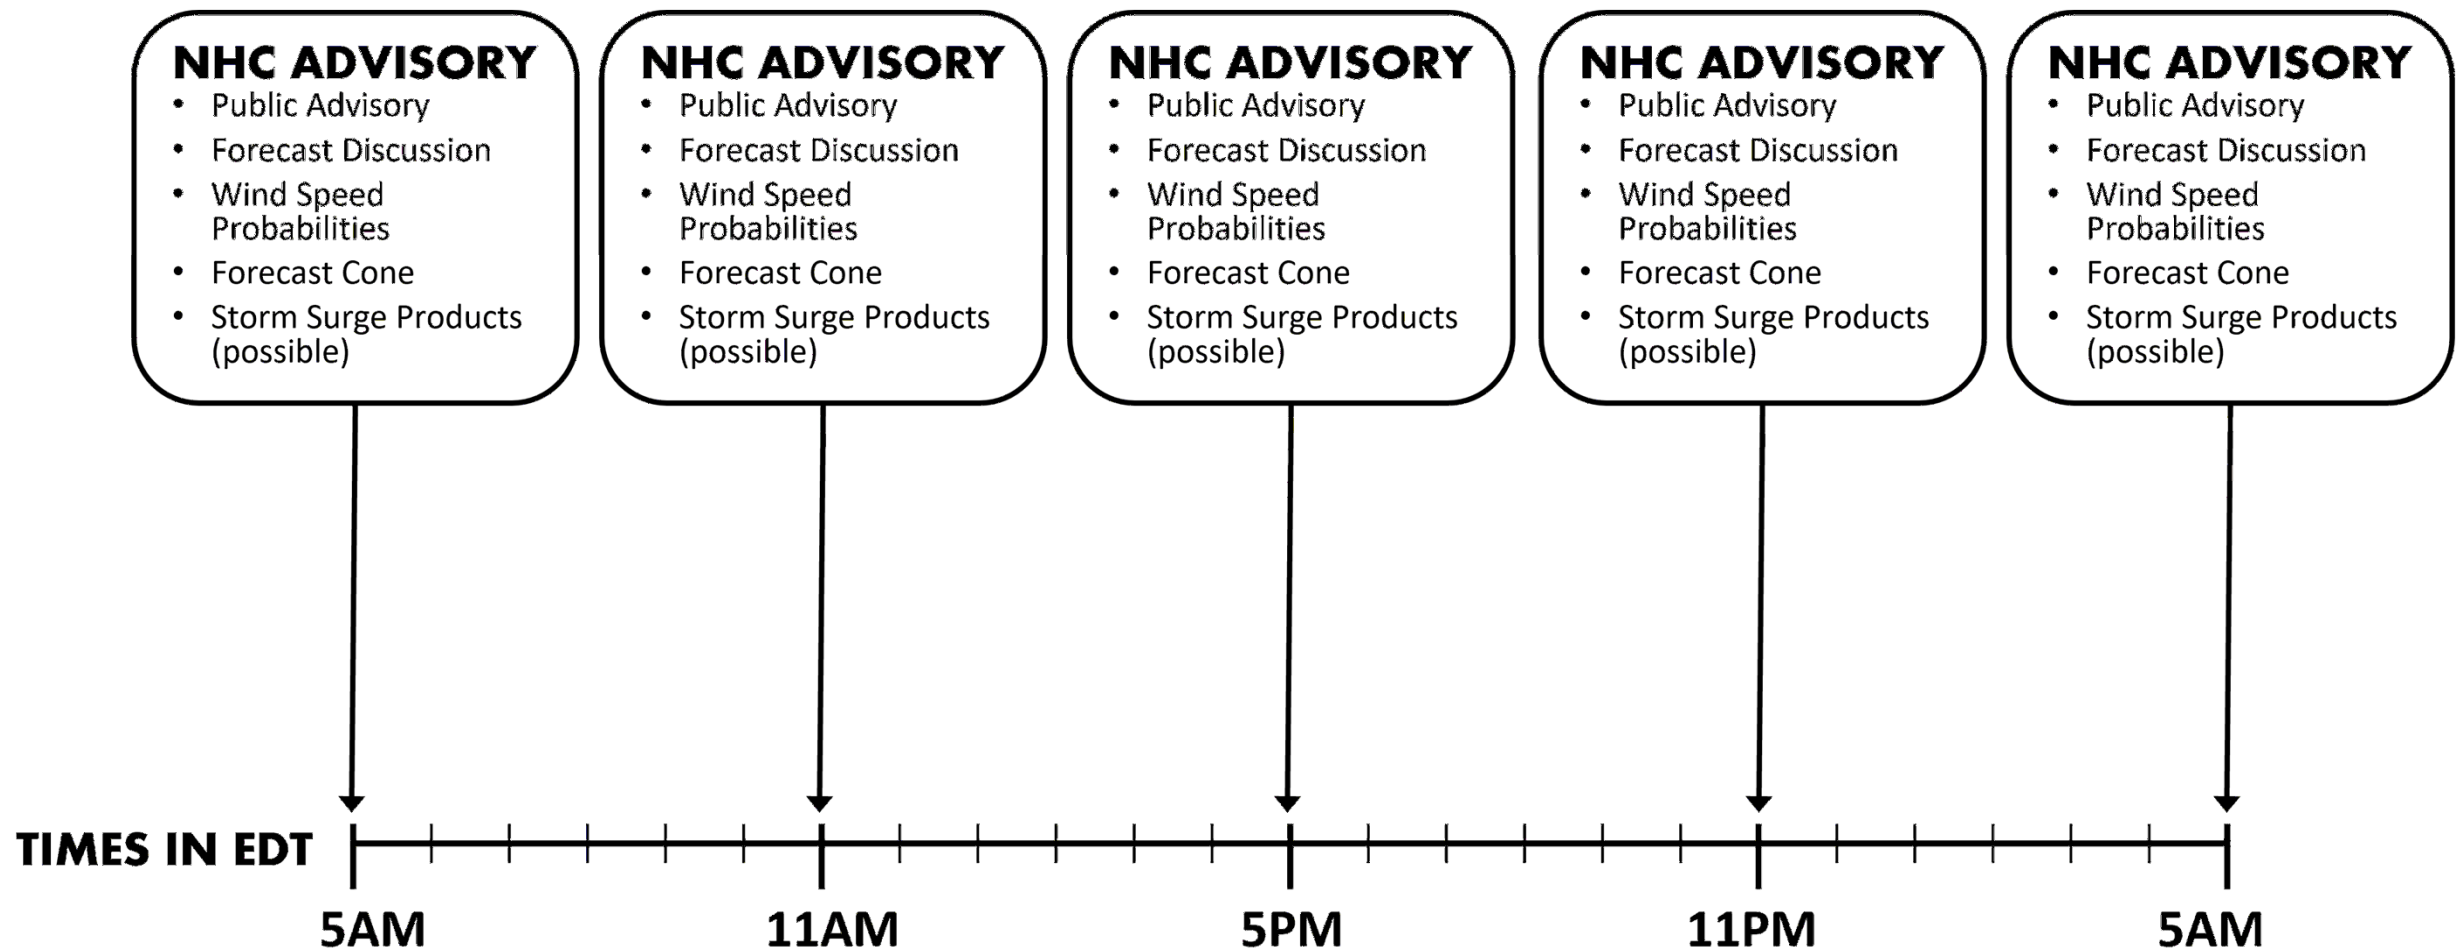 NHC ADVISORY
• Public Advisory
• Forecast Discussion
• Wind Speed
Probabilities
• Forecast Cone
• Storm Surge Products
(possible)
NHC ADVISORY
• Public Advisory
• Forecast Discussion
• Wind Speed
Probabilities
• Forecast Cone
• Storm Surge Products
(possible)
NHC ADVISORY
• Public Advisory
• Forecast Discussion
• Wind Speed
Probabilities
• Forecast Cone
• Storm Surge Products
(possible)
NHC ADVISORY
• Public Advisory
• Forecast Discussion
• Wind Speed
Probabilities
• Forecast Cone
• Storm Surge Products
(possible)
NHC ADVISORY
• Public Advisory
• Forecast Discussion
• Wind Speed
Probabilities
• Forecast Cone
• Storm Surge Products
(possible)
TIMES IN EDT
5AM
11AM
5PM
11PM
5AM